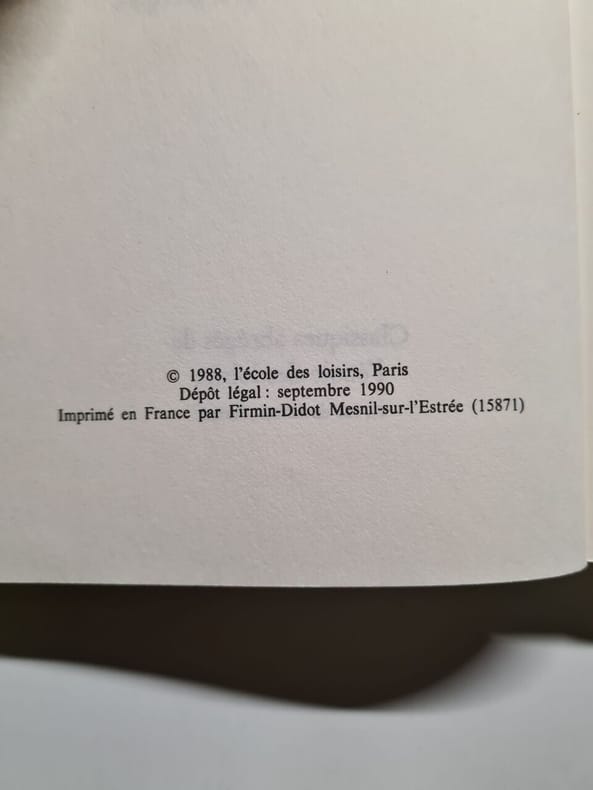 © 1988, l'école des loisirs, Paris
Dépôt légal : septembre 1990
Imprimé en France par Firmin-Didot Mesnil-sur-l'Estrée (15871)